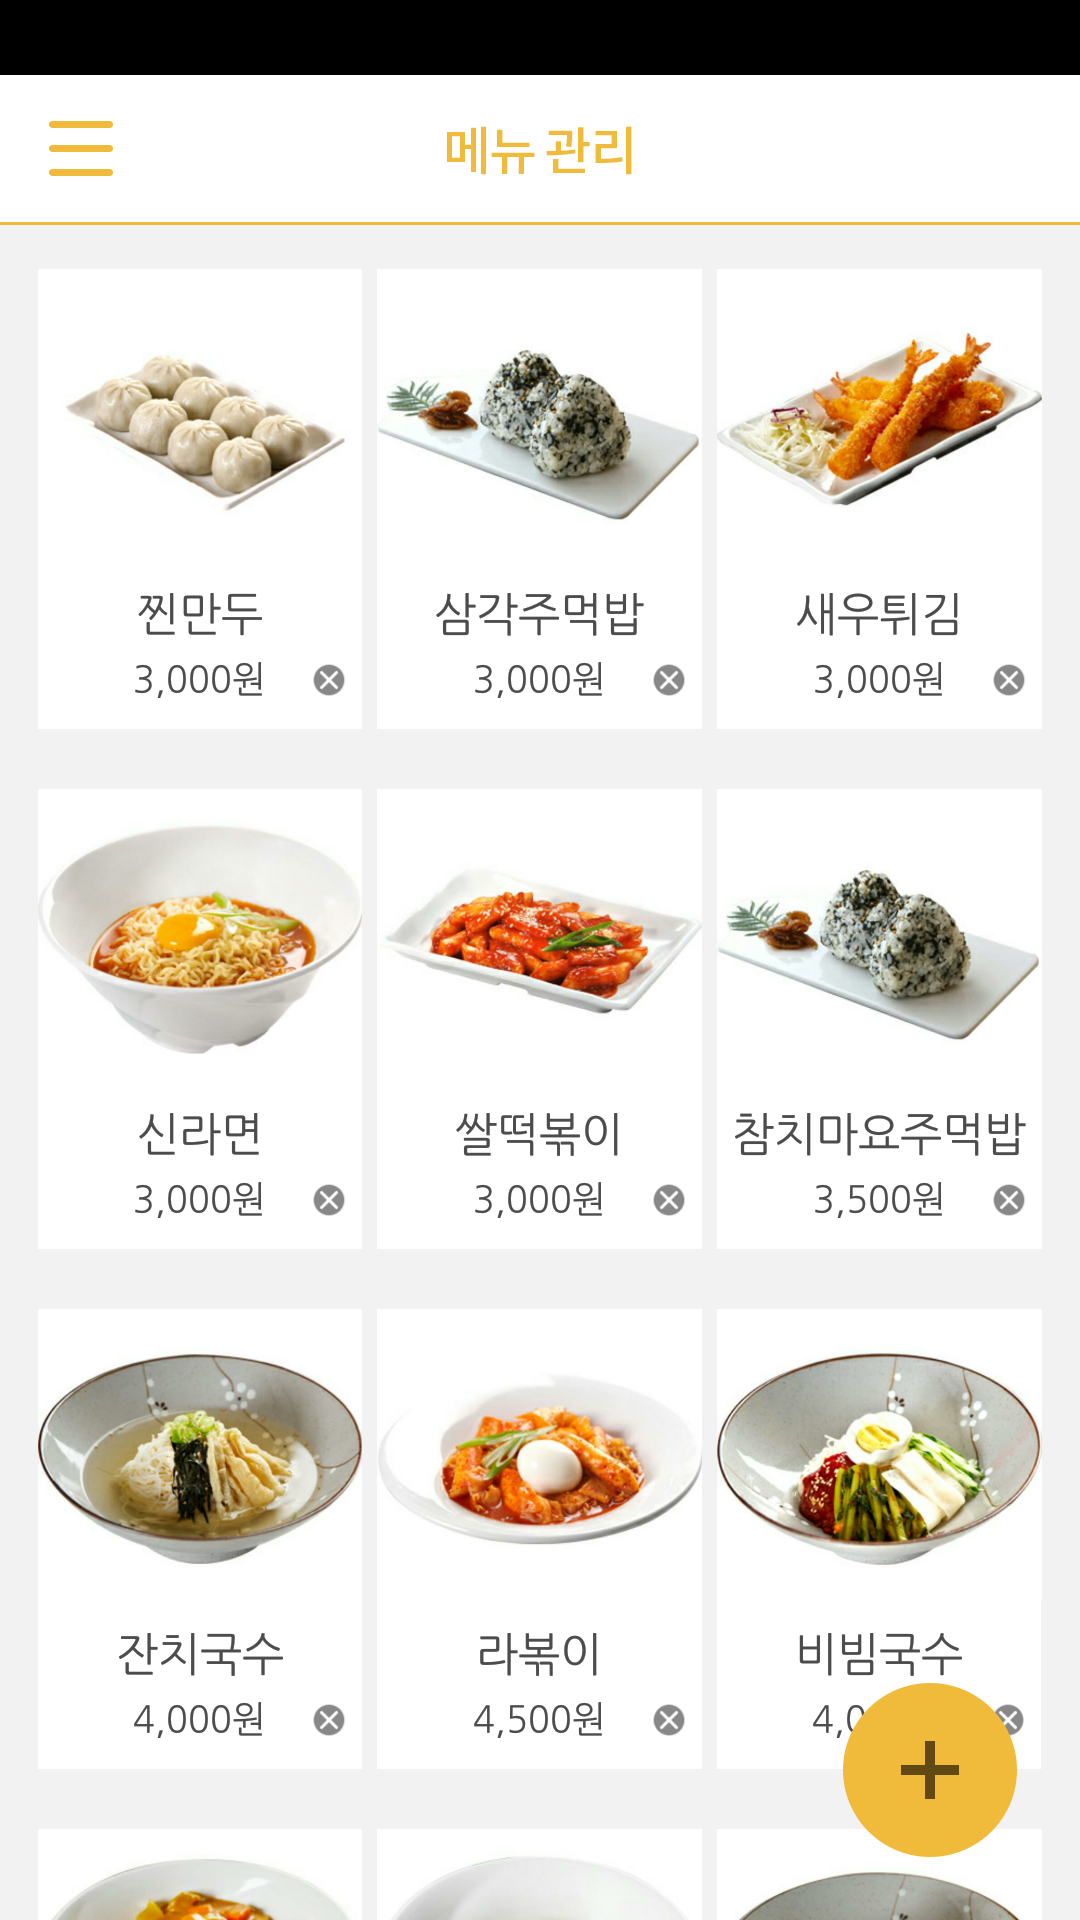 메뉴 관리
찐만두
3,000원
삼각주먹밥
3,000원
새우튀김
3,000원
신라면
3,000원
쌀떡볶이
3,000원
참치마요주먹밥
3,500원
잔치국수
4,000원
라볶이
4,500원
비빔국수
4,0